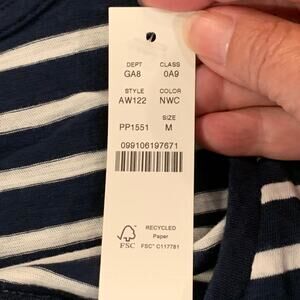 DEPT CLASS
GA8 0A9
STYLE COLOR
AW122 NWC
SIZE
PP1551 M
099106197671
RECYCLED
Paper
FSC
FSC® C117781